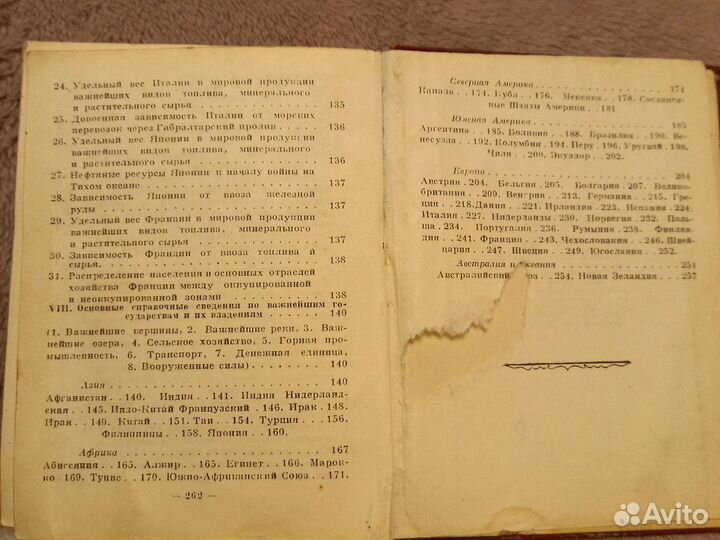 24. Удельный вес Италии в мировой продукции
важнейших видов топлива, минерального
и растительного сырья . . . . . . . . . 135
25. Довоенная зависимость Италии от морских
перевозок через Гибралтарский пролив . . 136
26. Удельный вес Японии в мировой продукции
важнейших видов топлива, минерального
и растительного сырья . . . . . . . . . 136
27. Нефтяные ресурсы Японии к началу войны на
Тихом океане . . . . . . . . . . . 137
28. Зависимость Японии от ввоза железной
руды . . . . . . . . . . . . . . 137
29. Удельный вес Франции в мировой продукции
важнейших видов топлива, минерального
и растительного сырья . . . . . . . . . 137
30. Зависимость Франции от ввоза топлива и
сырья . . . . . . . . . . . . . . 138
31. Распределение населения и основных отраслей
хозяйства Франции между оккупированной
и неоккупированной зонами . . . . . . . 138
VIII. Основные справочные сведения по важнейшим го-
сударствам и их владениям . . . . . . . . 140
(1. Важнейшие вершины, 2. Важнейшие реки, 3. Важ-
нейшие озера, 4. Сельское хозяйство, 5. Горная про-
мышленность, 6. Транспорт, 7. Денежная единица,
8. Вооруженные силы) . . . . . . . . . 140
Азия . . . . . . . . . . . . . . . 140
Афганистан . . 140. Индия . . 141. Индия Нидерланд-
ская . . 145. Индо-Китай Французский . 146. Ирак . 148.
Иран . . 149. Китай . . 151. Таи . . 154. Турция . . 156.
Филиппины . . 158. Япония . . 160.
Африка . . . . . . . . . . . . . . . 167
Абиссиния . . 165. Алжир . . 165. Египет . . 166. Марок-
ко 169. Тунис . . 170. Южно-Африканский Союз . . 171.
— 262 —
Северная Америка . . . . . . . . . . . 174
Канада . . 174. Куба . . 176. Мексика . . 178. Соединен-
ные Штаты Америки . . 181
Южная Америка . . . . . . . . . . . 185
Аргентина . . 185. Боливия . . 188. Бразилия . . 190. Ве-
несуэла . . 192. Колумбия . 194. Перу . 196. Уругвай . 198.
Чили . . 200. Эквадор . . 202.
Европа . . . . . . . . . . . . . . . 204
Австрия . 204. Бельгия . 205. Болгария . 207. Велико-
британия . . 209. Венгрия . . 213. Германия . . 215. Гре-
ция . . 218. Дания . . 221. Ирландия . 223. Испания . . 224.
Италия . . 227. Нидерланды . . 230. Норвегия . 232. Поль-
ша . . 234. Португалия . 236. Румыния . . 238. Финлян-
дия . . 241. Франция . . 243. Чехословакия . . 246. Швей-
цария . . 247. Швеция . . 249. Югославия . . 252.
Австралия и Океания . . . . . . . . 254
Австралийский Союз . . 254. Новая Зеландия . . 257
Avito